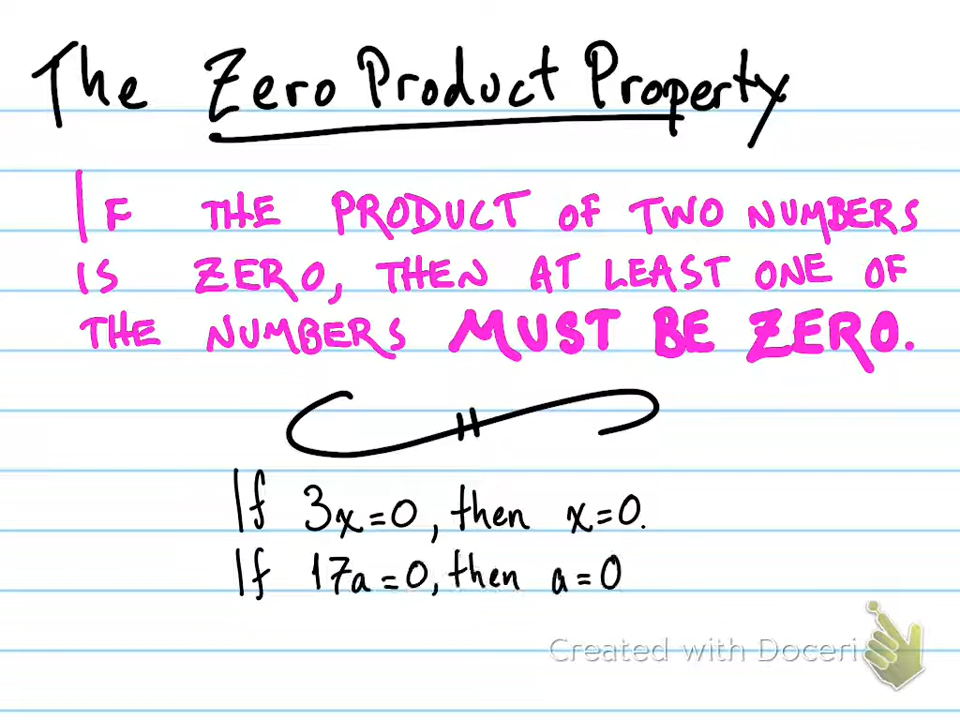 The Zero Product Property
IF THE PRODUCT OF TWO NUMBERS
IS ZERO, THEN AT LEAST ONE OF
THE NUMBERS MUST BE ZERO.
If 3x=0, then x=0.
If 17a=0, then a=0
Created with Doceri